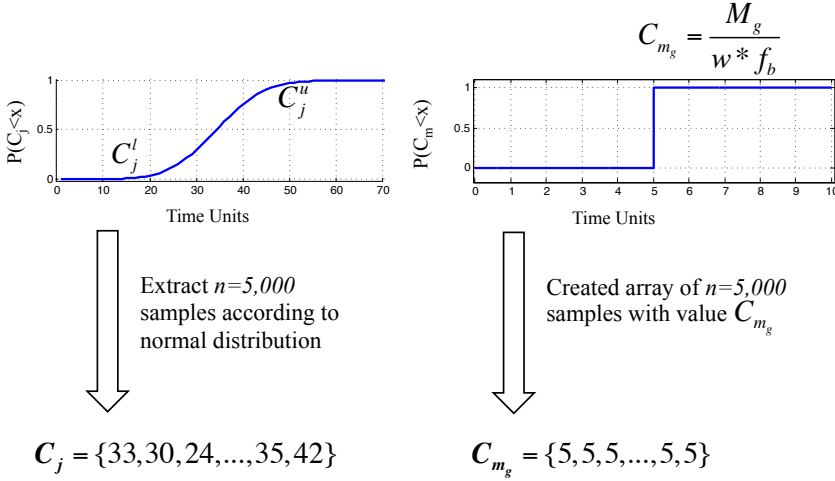 C_{m_g} = \frac{M_g}{w * f_b}
P(C_j<x)
1
0.5
0
C_j^l
C_j^u
0 10 20 30 40 50 60 70
Time Units
P(C_m<x)
1
0.5
0
0 1 2 3 4 5 6 7 8 9 10
Time Units
Extract n=5,000
samples according to
normal distribution
Created array of n=5,000
samples with value C_{m_g}
C_j = {33,30,24,...,35,42}
C_{m_g} = {5,5,5,...,5,5}